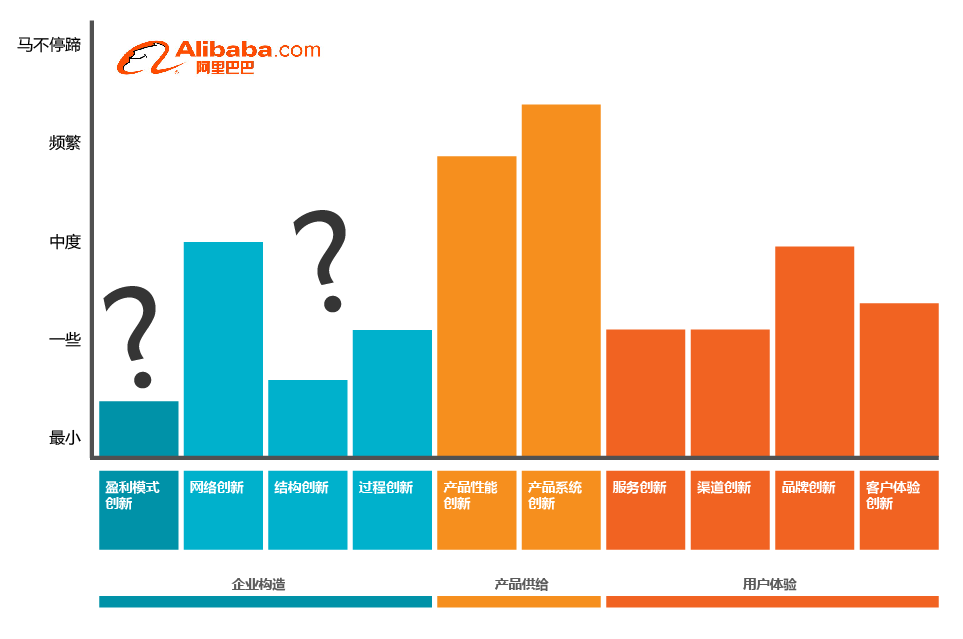 马不停蹄
Alibaba.com
阿里巴巴
频繁
?
中度
?
一些
最小
盈利模式
创新
网络创新
结构创新
过程创新
产品性能
创新
产品系统
创新
服务创新
渠道创新
品牌创新
客户体验
创新
企业构造
产品供给
用户体验